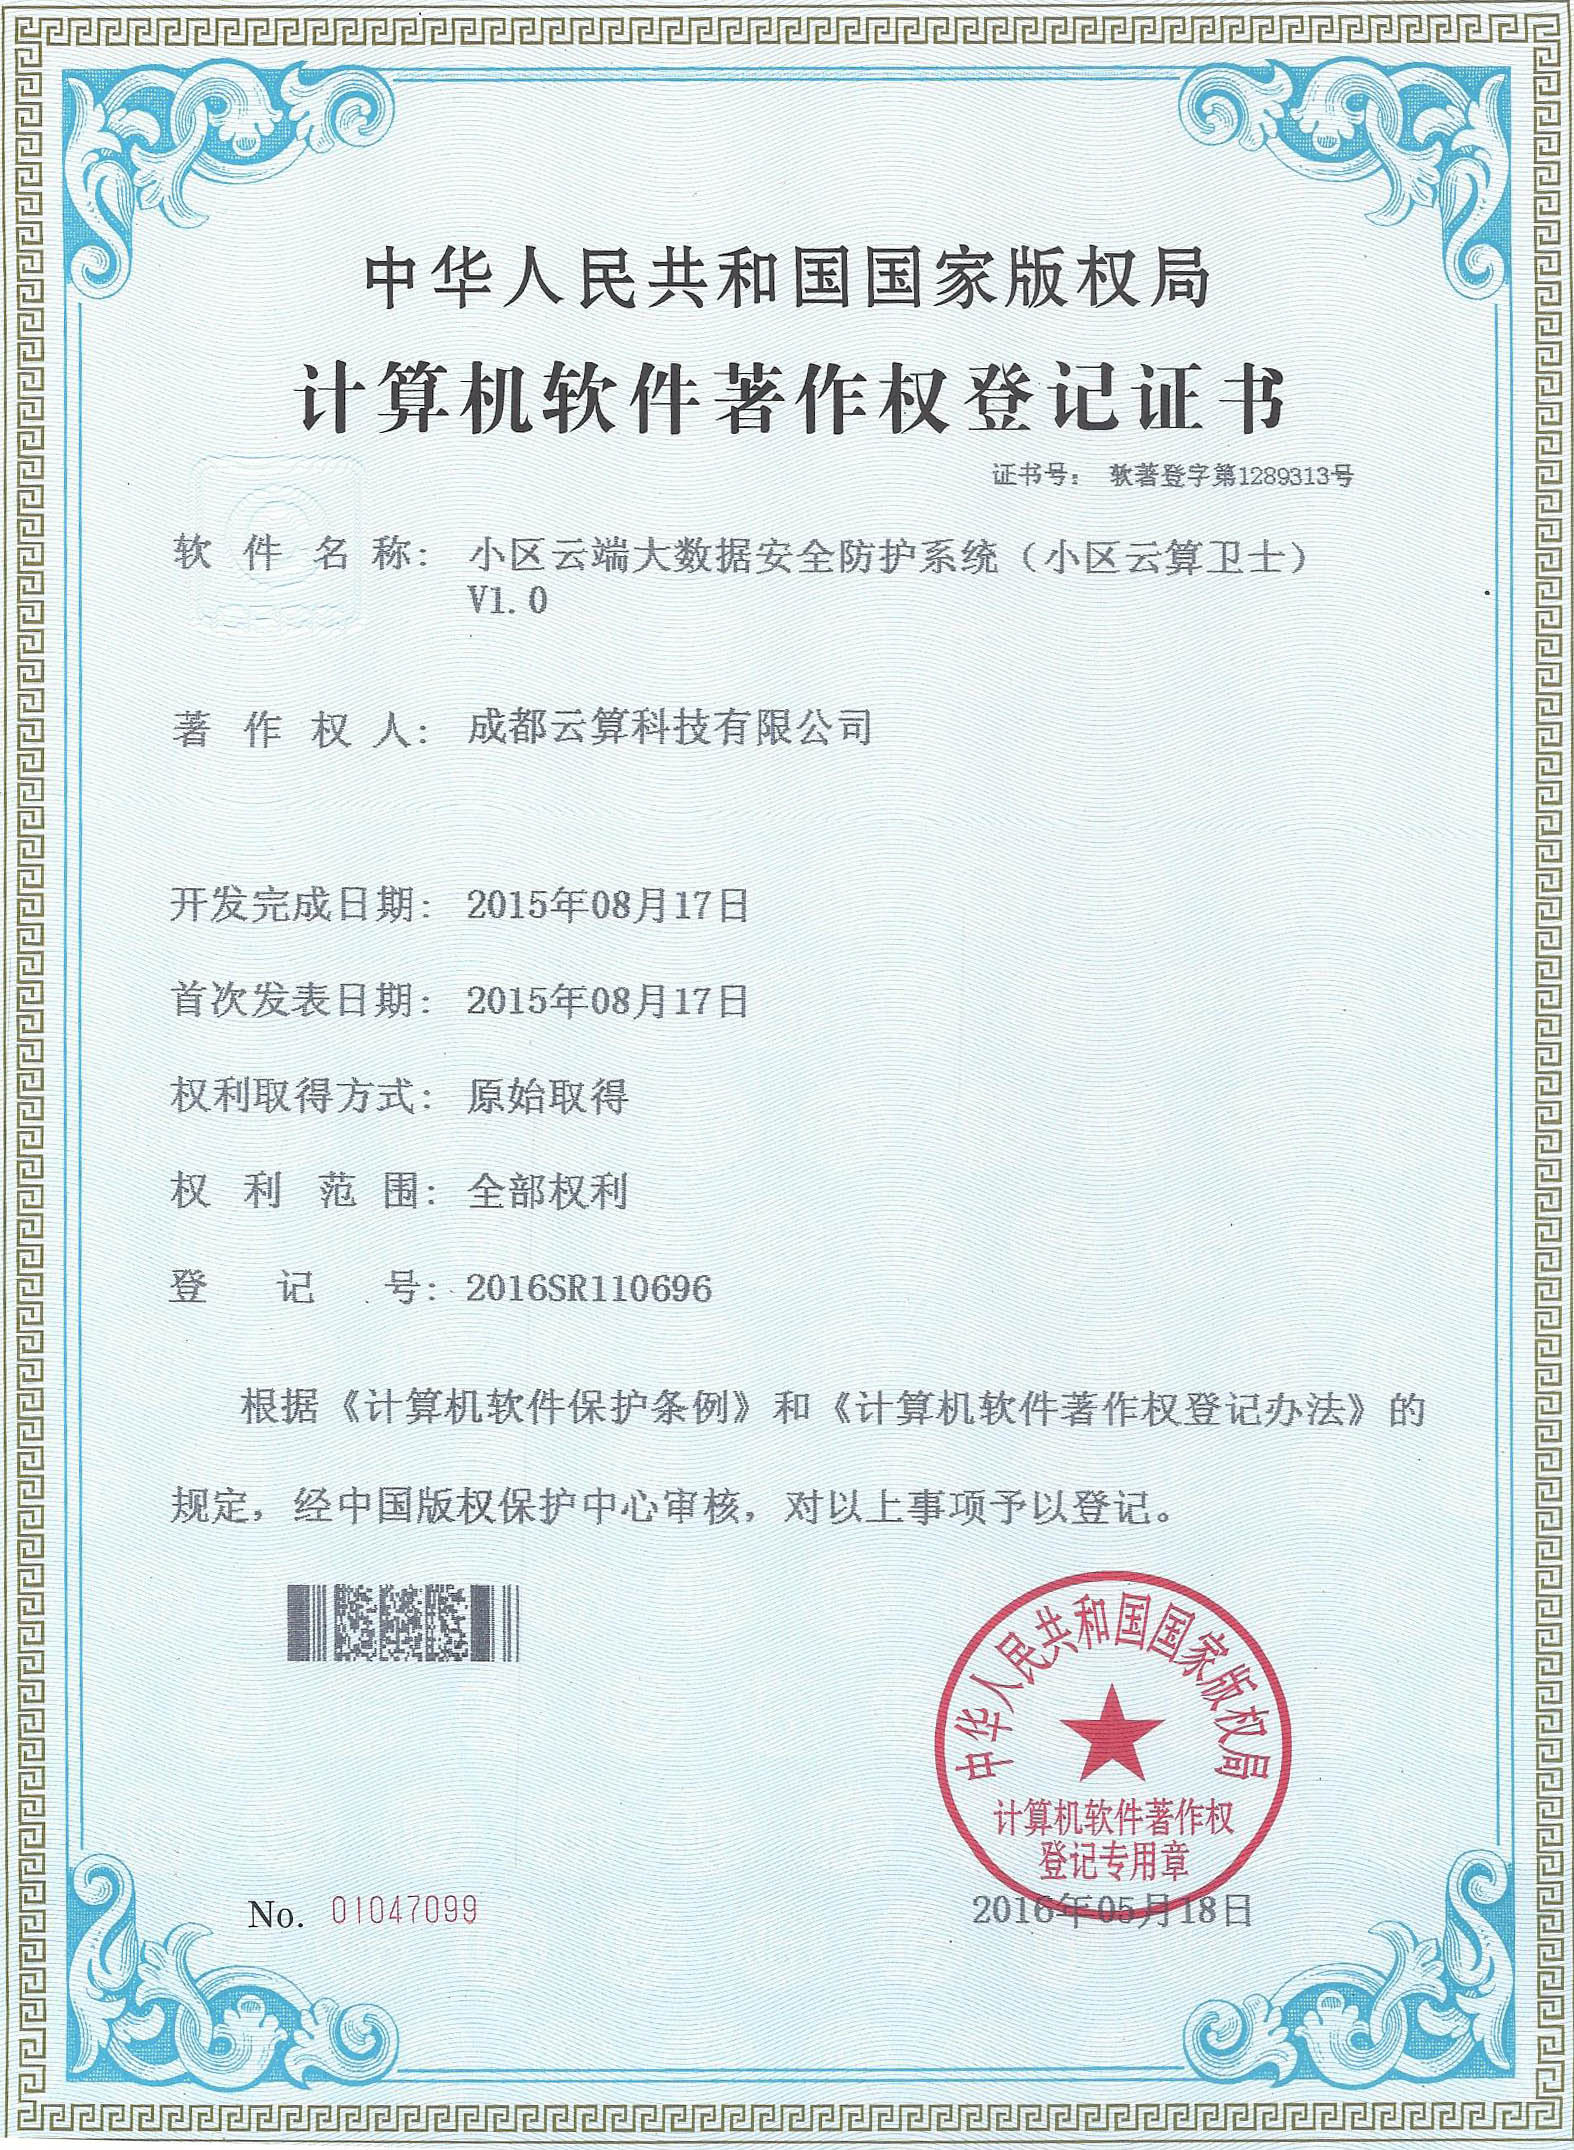 中华人民共和国国家版权局
计算机软件著作权登记证书
证书号： 软著登字第1289313号
软件名称： 小区云端大数据安全防护系统（小区云算卫士）
V1.0
著作权人： 成都云算科技有限公司
开发完成日期： 2015年08月17日
首次发表日期： 2015年08月17日
权利取得方式： 原始取得
权利范围： 全部权利
登记号： 2016SR110696
根据《计算机软件保护条例》和《计算机软件著作权登记办法》的
规定，经中国版权保护中心审核，对以上事项予以登记。
中华人民共和国国家版权局
计算机软件著作权
登记专用章
No. 01047099
2016年05月18日